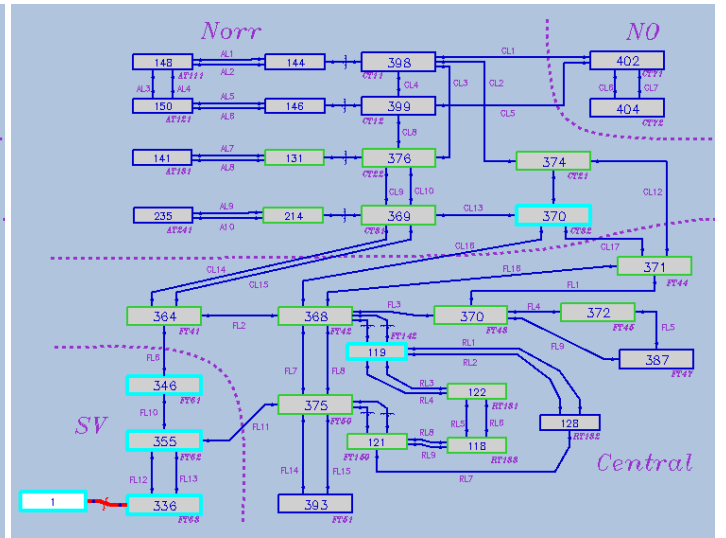 Norr NO
148 AL1 AL2 144 398 CL1 402
AT111 CT11 CTY1
AL3 AL4 CL4 CL3 CL2 CL6 CL7
150 AL5 AL6 146 399 CL5 404
AT121 CT12 CTY2
CL8
141 AL7 AL8 131 376 374
AT131 CT22 CT21
CL9 CL10 CL12
235 AL9 A10 214 369 CL13 370
AT241 CT31 CT32
CL16 CL17
CL14 CL15 FL16 371
FT44
FL1
364 FL2 368 FL3 370 FL4 372
FT41 FT42 FT43 FT45
FT142 FL5
119 RL1 RL2 FL9 387
FT47
FL6 FL7 FL8
346 RL3 RL4 122
FT61 RT131
375
FT50
FL10 FL11 RL5 RL6 128
RT132
SV 355 121 RL8 RL9 118
FT62 FT150 RT133
Central
FL12 FL13 FL14 FL15 RL7
1 336 393
FT63 FT51